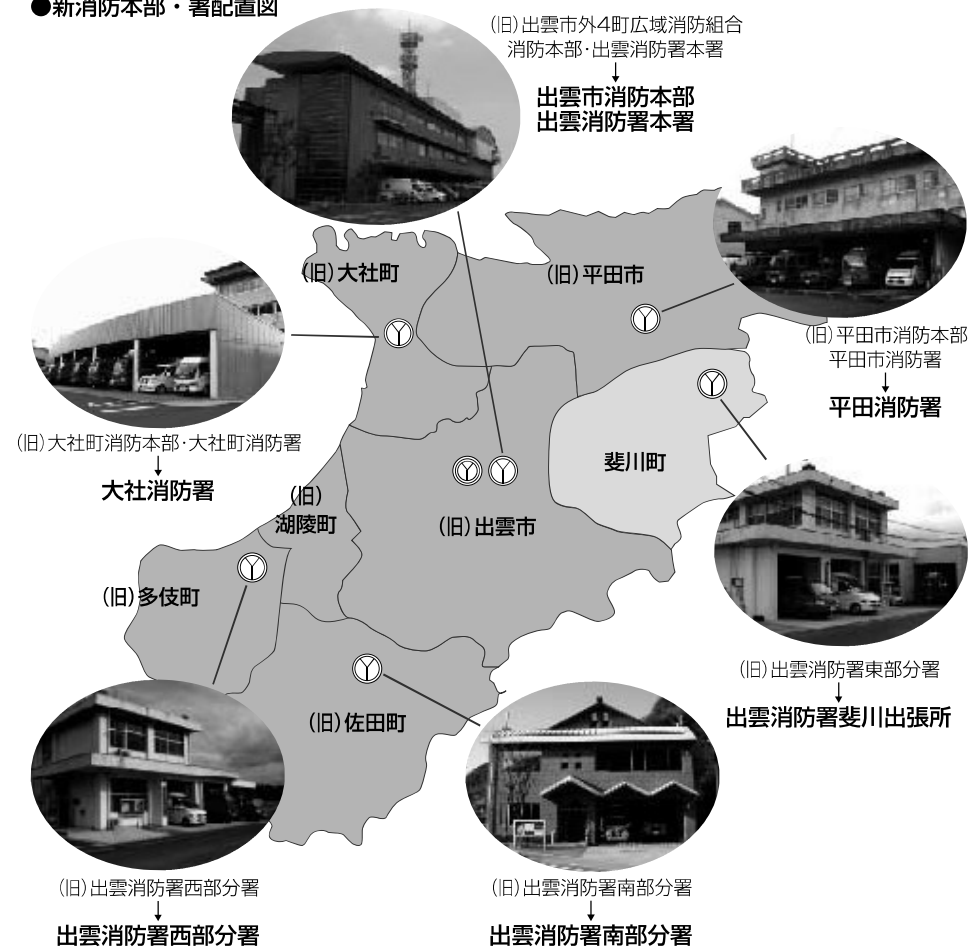 ●新消防本部・署配置図
(旧)出雲市外4町広域消防組合
消防本部・出雲消防署本署
↓
出雲市消防本部
出雲消防署本署
(旧)大社町
(旧)平田市
(旧)平田市消防本部
平田市消防署
↓
平田消防署
(旧)大社町消防本部・大社町消防署
↓
大社消防署
斐川町
(旧)
湖陵町
(旧)出雲市
(旧)多伎町
(旧)出雲消防署東部分署
↓
出雲消防署斐川出張所
(旧)佐田町
(旧)出雲消防署西部分署
↓
出雲消防署西部分署
(旧)出雲消防署南部分署
↓
出雲消防署南部分署